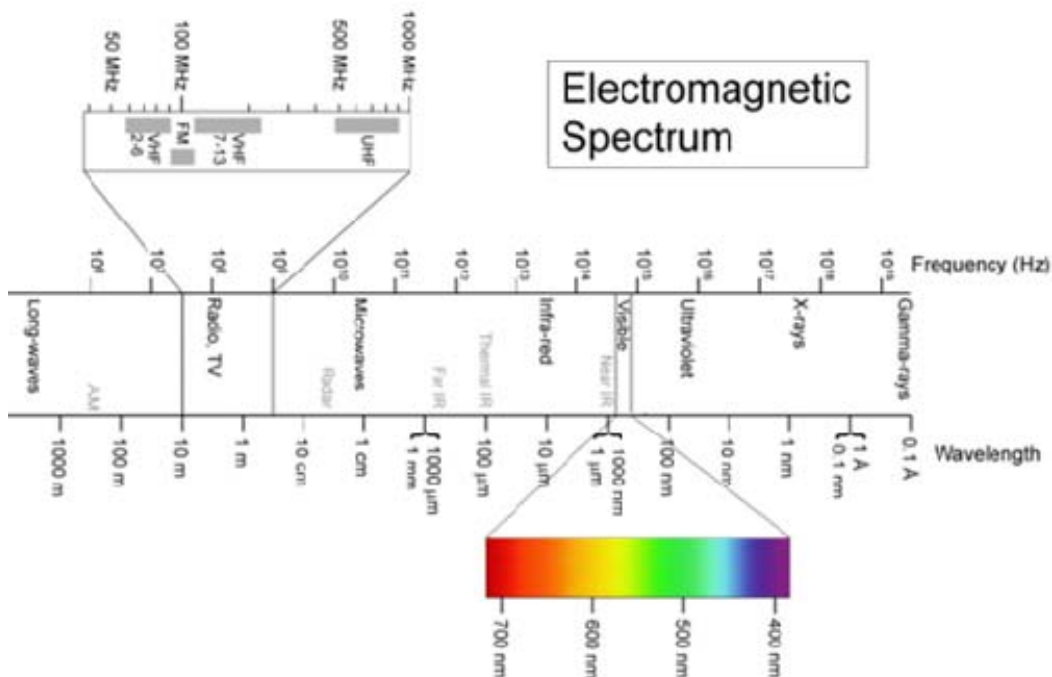 50 MHz
100 MHz
500 MHz
1000 MHz
VHF
2-6
FM
VHF
7-13
UHF
Electromagnetic
Spectrum
10⁶
10⁷
10⁸
10⁹
10¹⁰
10¹¹
10¹²
10¹³
10¹⁴
10¹⁵
10¹⁶
10¹⁷
10¹⁸
10¹⁹
Frequency (Hz)
Long-waves
AM
Radio, TV
Radar
Microwaves
Far IR
Thermal IR
Infra-red
Near IR
Visible
Ultraviolet
X-rays
Gamma-rays
1000 m
100 m
10 m
1 m
10 cm
1 cm
1000 µm
1 mm
100 µm
10 µm
1000 nm
1 µm
100 nm
10 nm
1 nm
1 Å
0.1 nm
0.1 Å
Wavelength
700 nm
600 nm
500 nm
400 nm